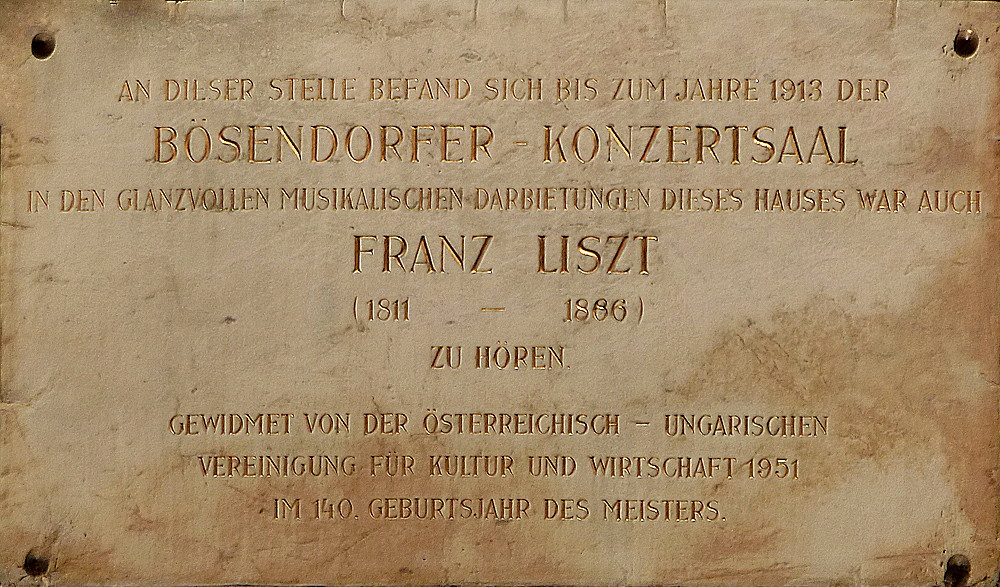 AN DIESER STELLE BEFAND SICH BIS ZUM JAHRE 1913 DER
BÖSENDORFER - KONZERTSAAL
IN DEN GLANZVOLLEN MUSIKALISCHEN DARBIETUNGEN DIESES HAUSES WAR AUCH
FRANZ LISZT
(1811 — 1886)
ZU HÖREN.
GEWIDMET VON DER ÖSTERREICHISCH – UNGARISCHEN
VEREINIGUNG FÜR KULTUR UND WIRTSCHAFT 1951
IM 140. GEBURTSJAHR DES MEISTERS.